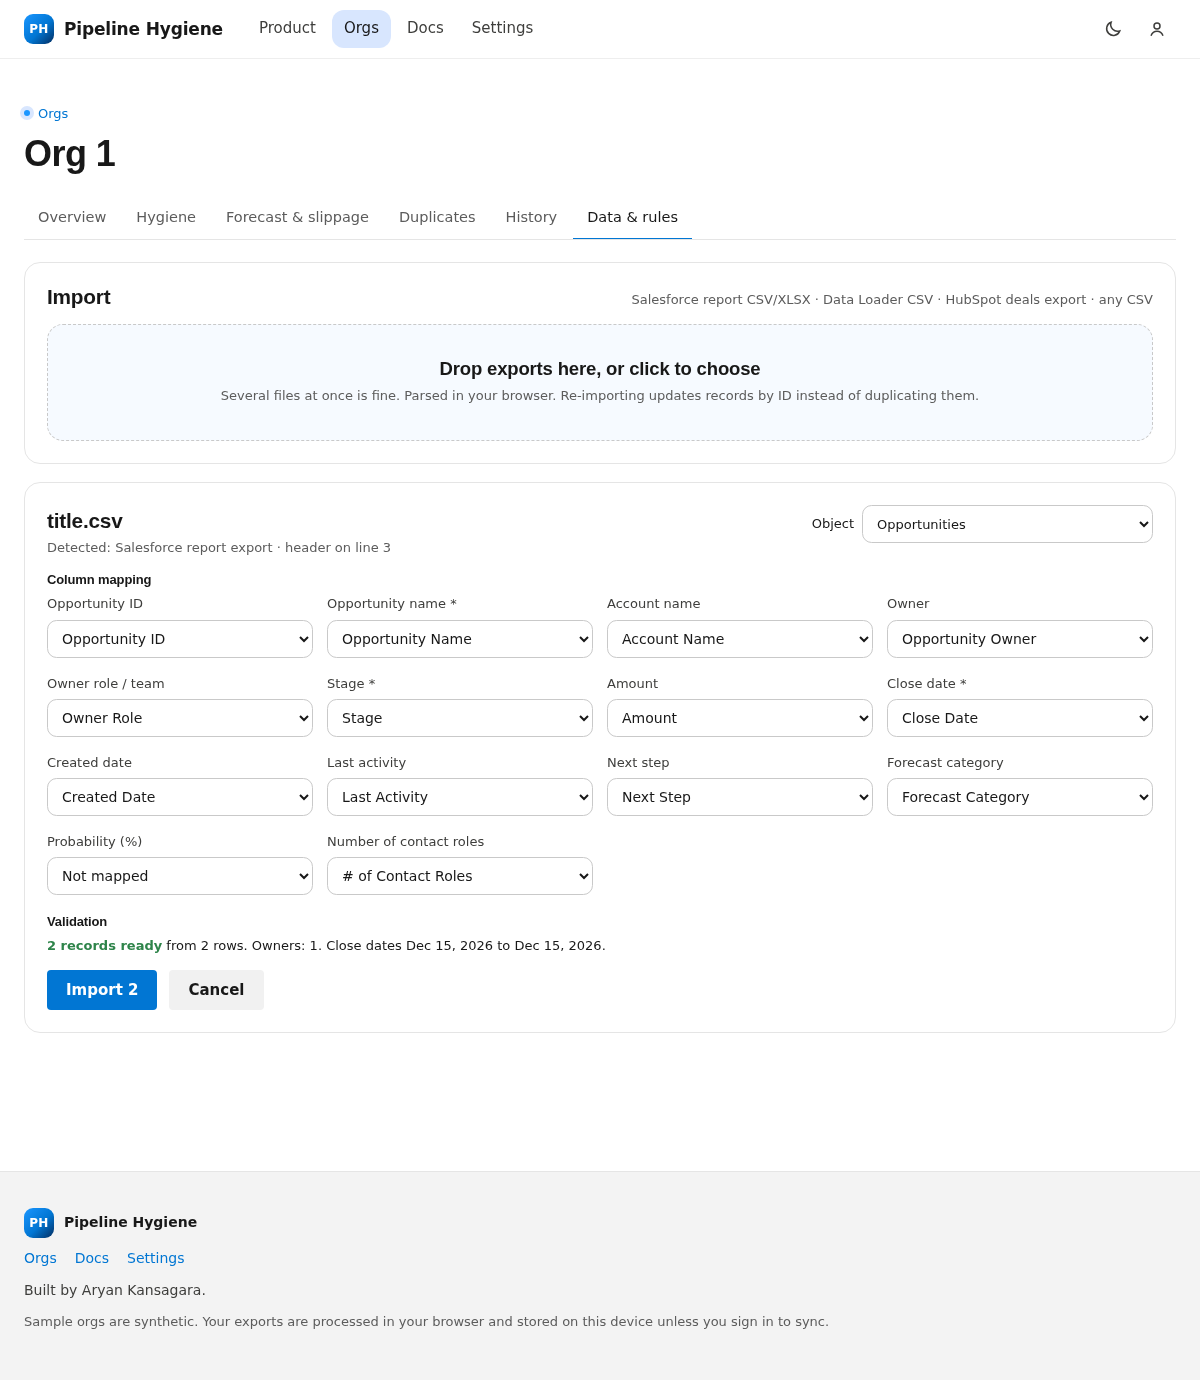 PH Pipeline Hygiene Product Orgs Docs Settings
Orgs
Org 1
Overview Hygiene Forecast & slippage Duplicates History Data & rules
Import
Salesforce report CSV/XLSX · Data Loader CSV · HubSpot deals export · any CSV
Drop exports here, or click to choose
Several files at once is fine. Parsed in your browser. Re-importing updates records by ID instead of duplicating them.
title.csv
Object Opportunities
Detected: Salesforce report export · header on line 3
Column mapping
Opportunity ID Opportunity name * Account name Owner
Opportunity ID Opportunity Name Account Name Opportunity Owner
Owner role / team Stage * Amount Close date *
Owner Role Stage Amount Close Date
Created date Last activity Next step Forecast category
Created Date Last Activity Next Step Forecast Category
Probability (%) Number of contact roles
Not mapped # of Contact Roles
Validation
2 records ready from 2 rows. Owners: 1. Close dates Dec 15, 2026 to Dec 15, 2026.
Import 2 Cancel
PH Pipeline Hygiene
Orgs Docs Settings
Built by Aryan Kansagara.
Sample orgs are synthetic. Your exports are processed in your browser and stored on this device unless you sign in to sync.